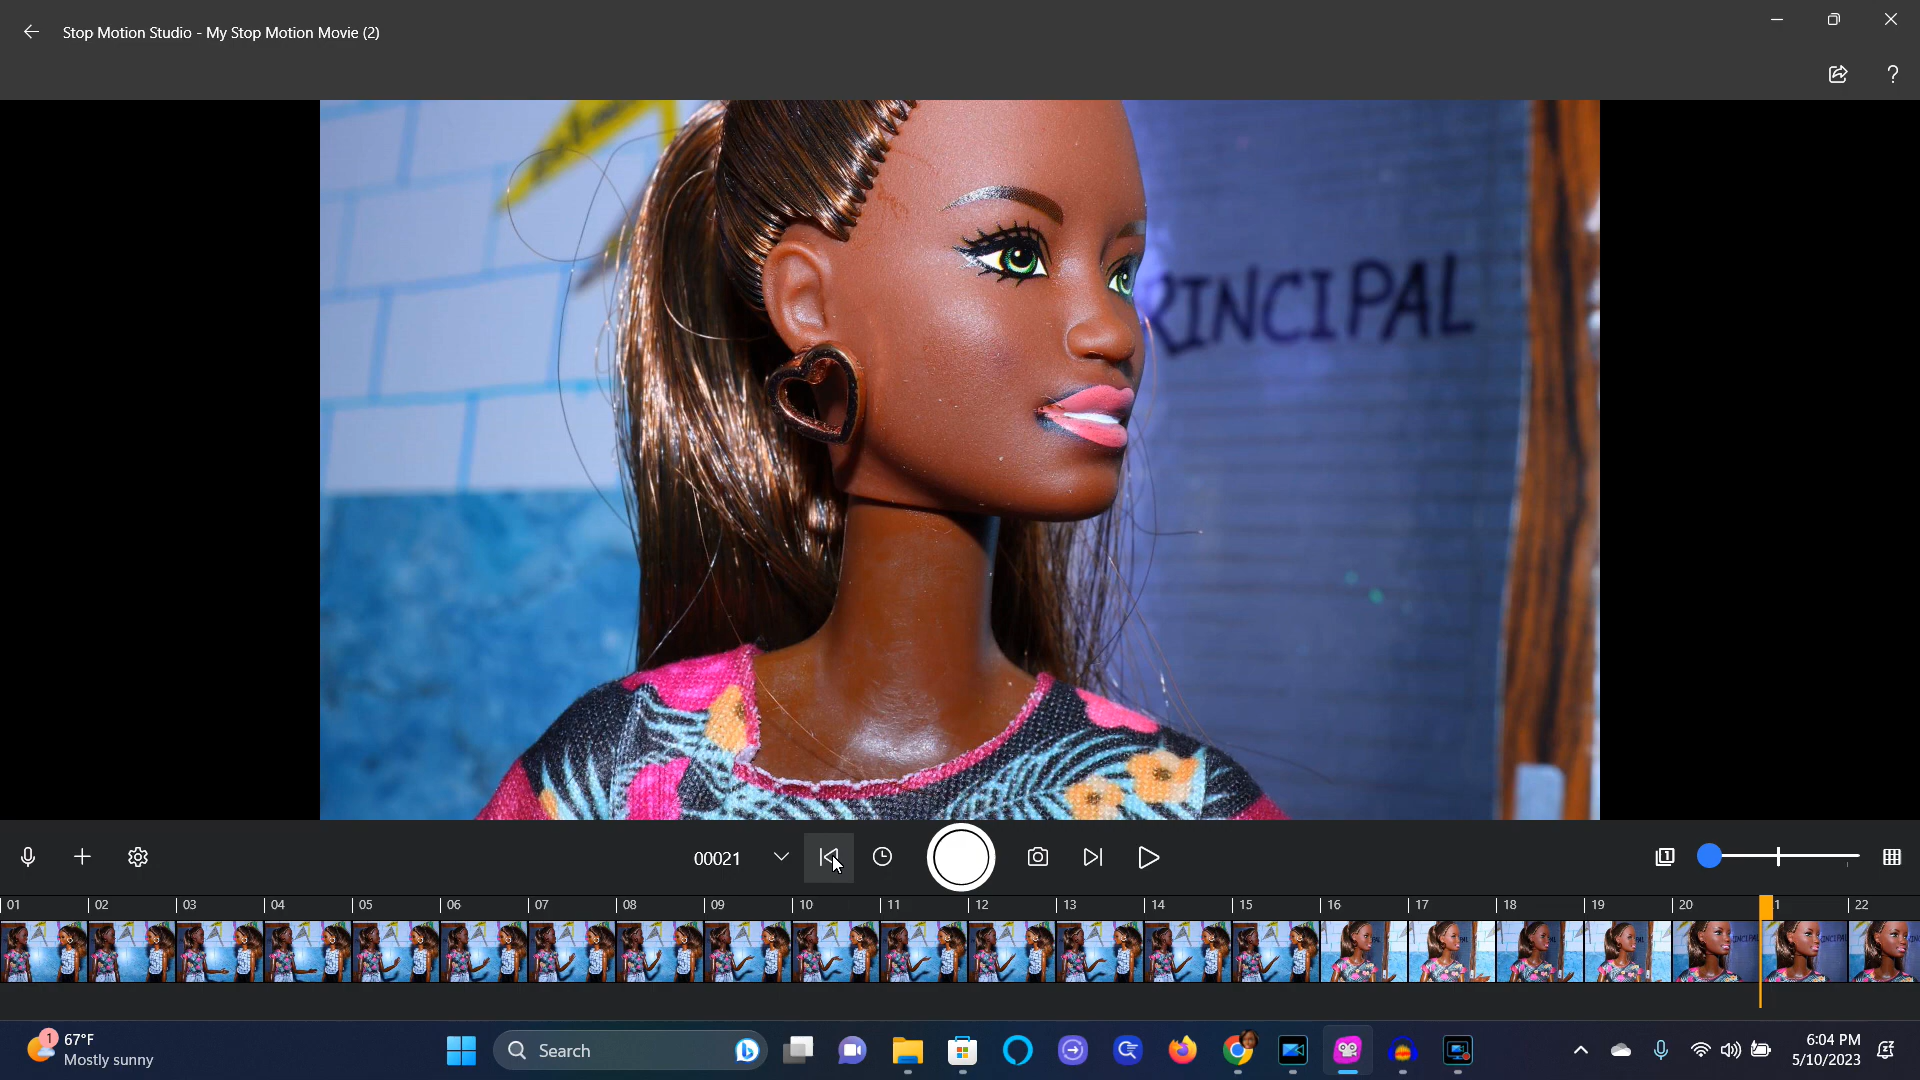 Stop Motion Studio - My Stop Motion Movie (2)
RINCIPAL
00021
01 02 03 04 05 06 07 08 09 10 11 12 13 14 15 16 17 18 19 20 1 22
1 67°F
Mostly sunny
Search
6:04 PM
5/10/2023